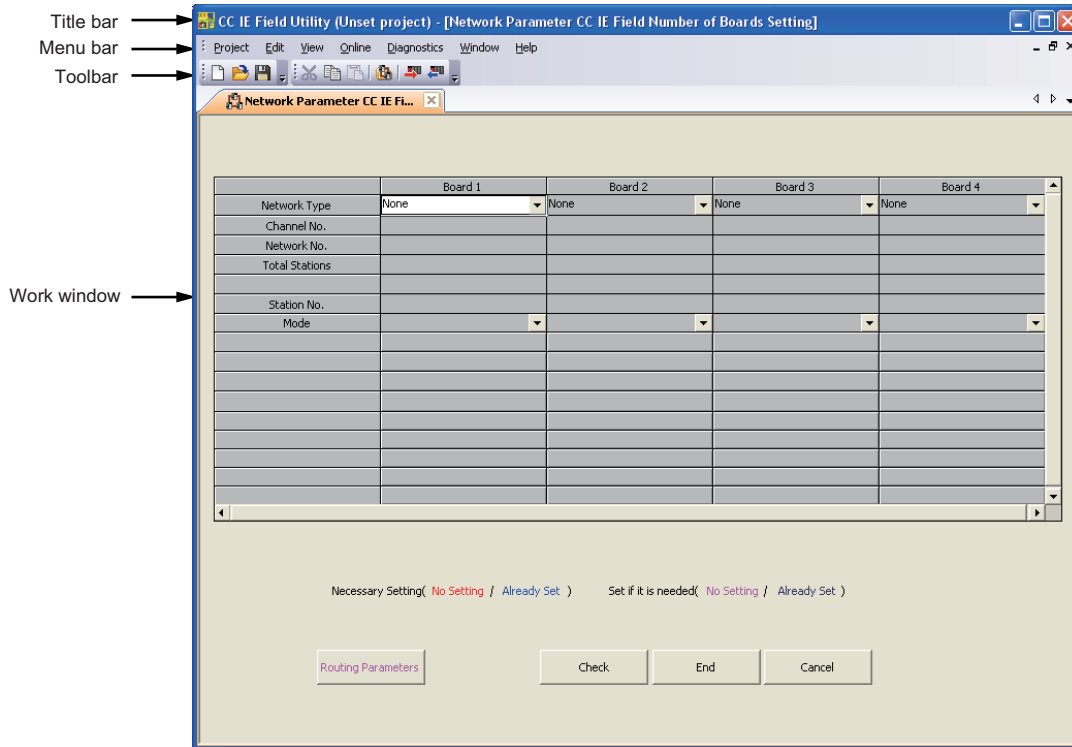 Title bar
CC IE Field Utility (Unset project) - [Network Parameter CC IE Field Number of Boards Setting]
Menu bar
Project Edit View Online Diagnostics Window Help
Toolbar
Network Parameter CC IE Fi...
Board 1 Board 2 Board 3 Board 4
Network Type None None None None
Channel No.
Network No.
Total Stations
Work window
Station No.
Mode
Necessary Setting( No Setting / Already Set ) Set if it is needed( No Setting / Already Set )
Routing Parameters Check End Cancel